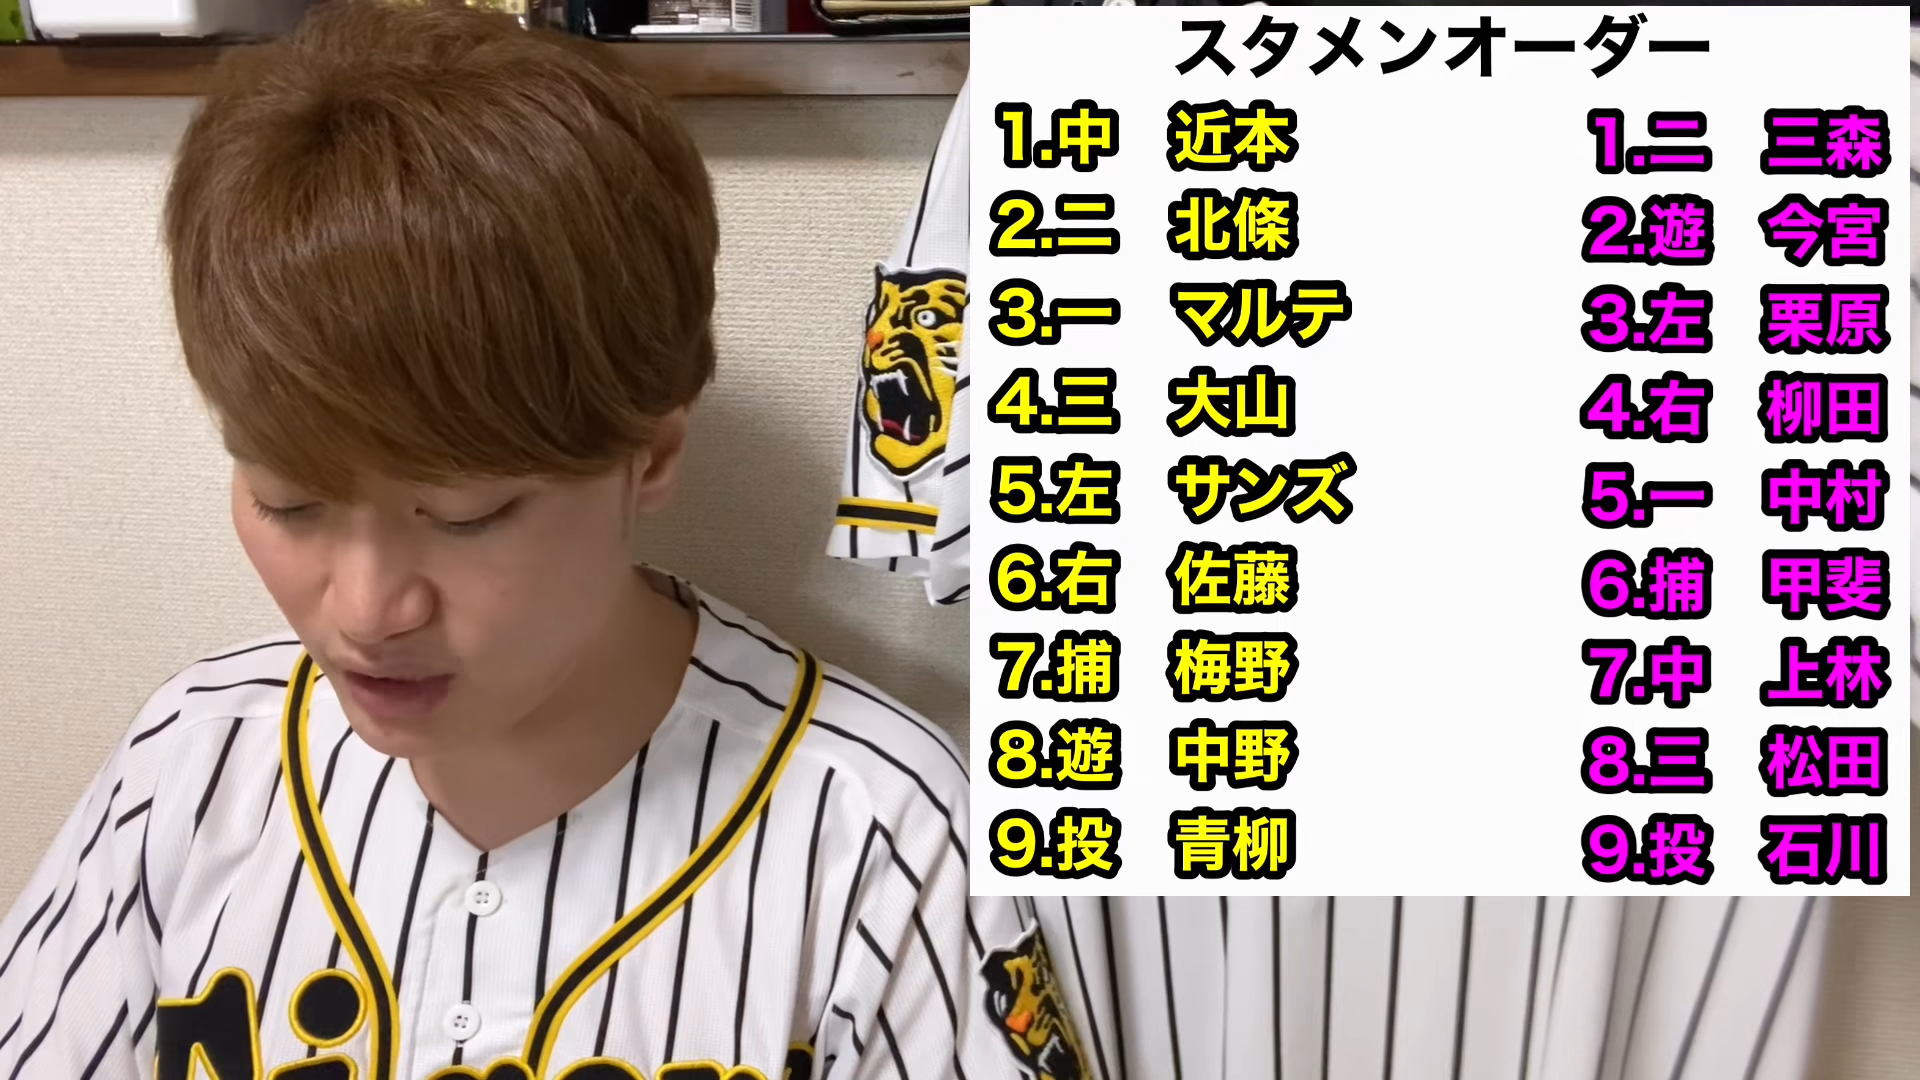 スタメンオーダー
1.中 近本
2.二 北條
3.一 マルテ
4.三 大山
5.左 サンズ
6.右 佐藤
7.捕 梅野
8.遊 中野
9.投 青柳
1.二 三森
2.遊 今宮
3.左 栗原
4.右 柳田
5.一 中村
6.捕 甲斐
7.中 上林
8.三 松田
9.投 石川
Tigers